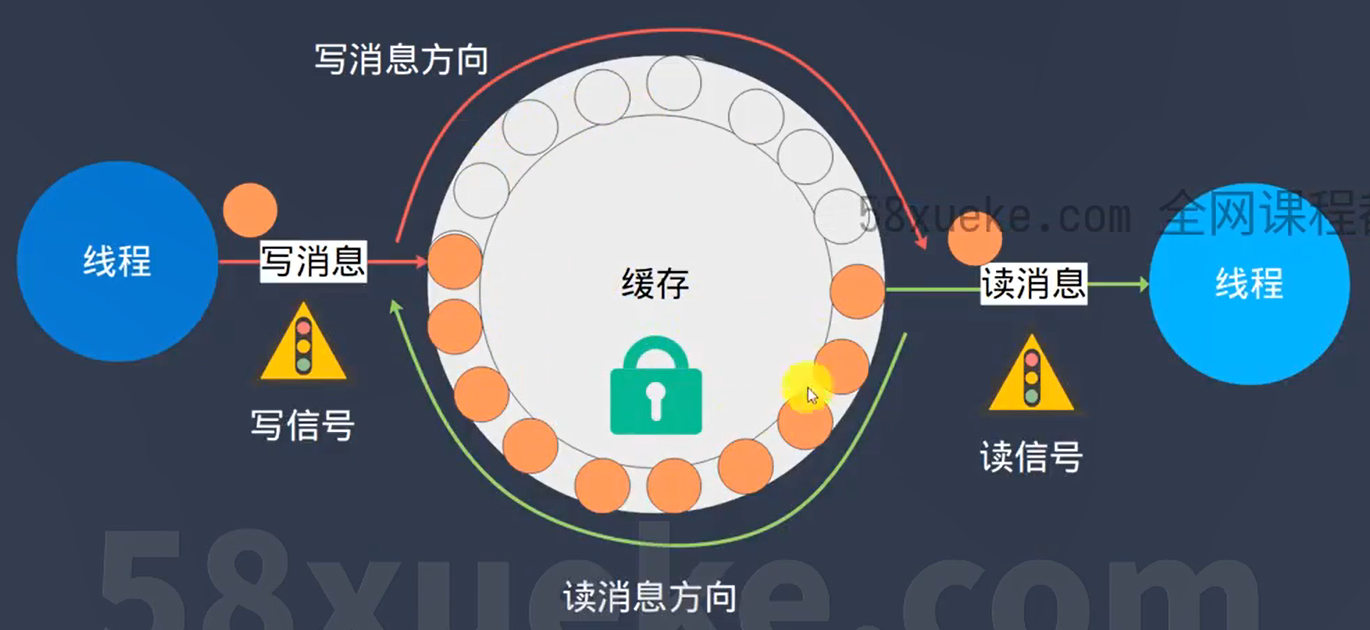 写消息方向
58xueke.com 全网课程
线程
写消息
缓存
读消息
线程
写信号
读信号
58xueke.com
读消息方向